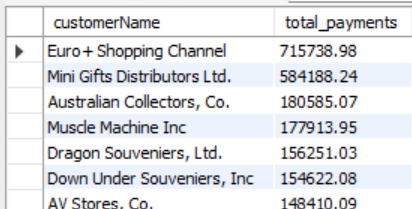 customerName total_payments
Euro+ Shopping Channel 715738.98
Mini Gifts Distributors Ltd. 584188.24
Australian Collectors, Co. 180585.07
Muscle Machine Inc 177913.95
Dragon Souveniers, Ltd. 156251.03
Down Under Souveniers, Inc 154622.08
AV Stores, Co. 148410.09